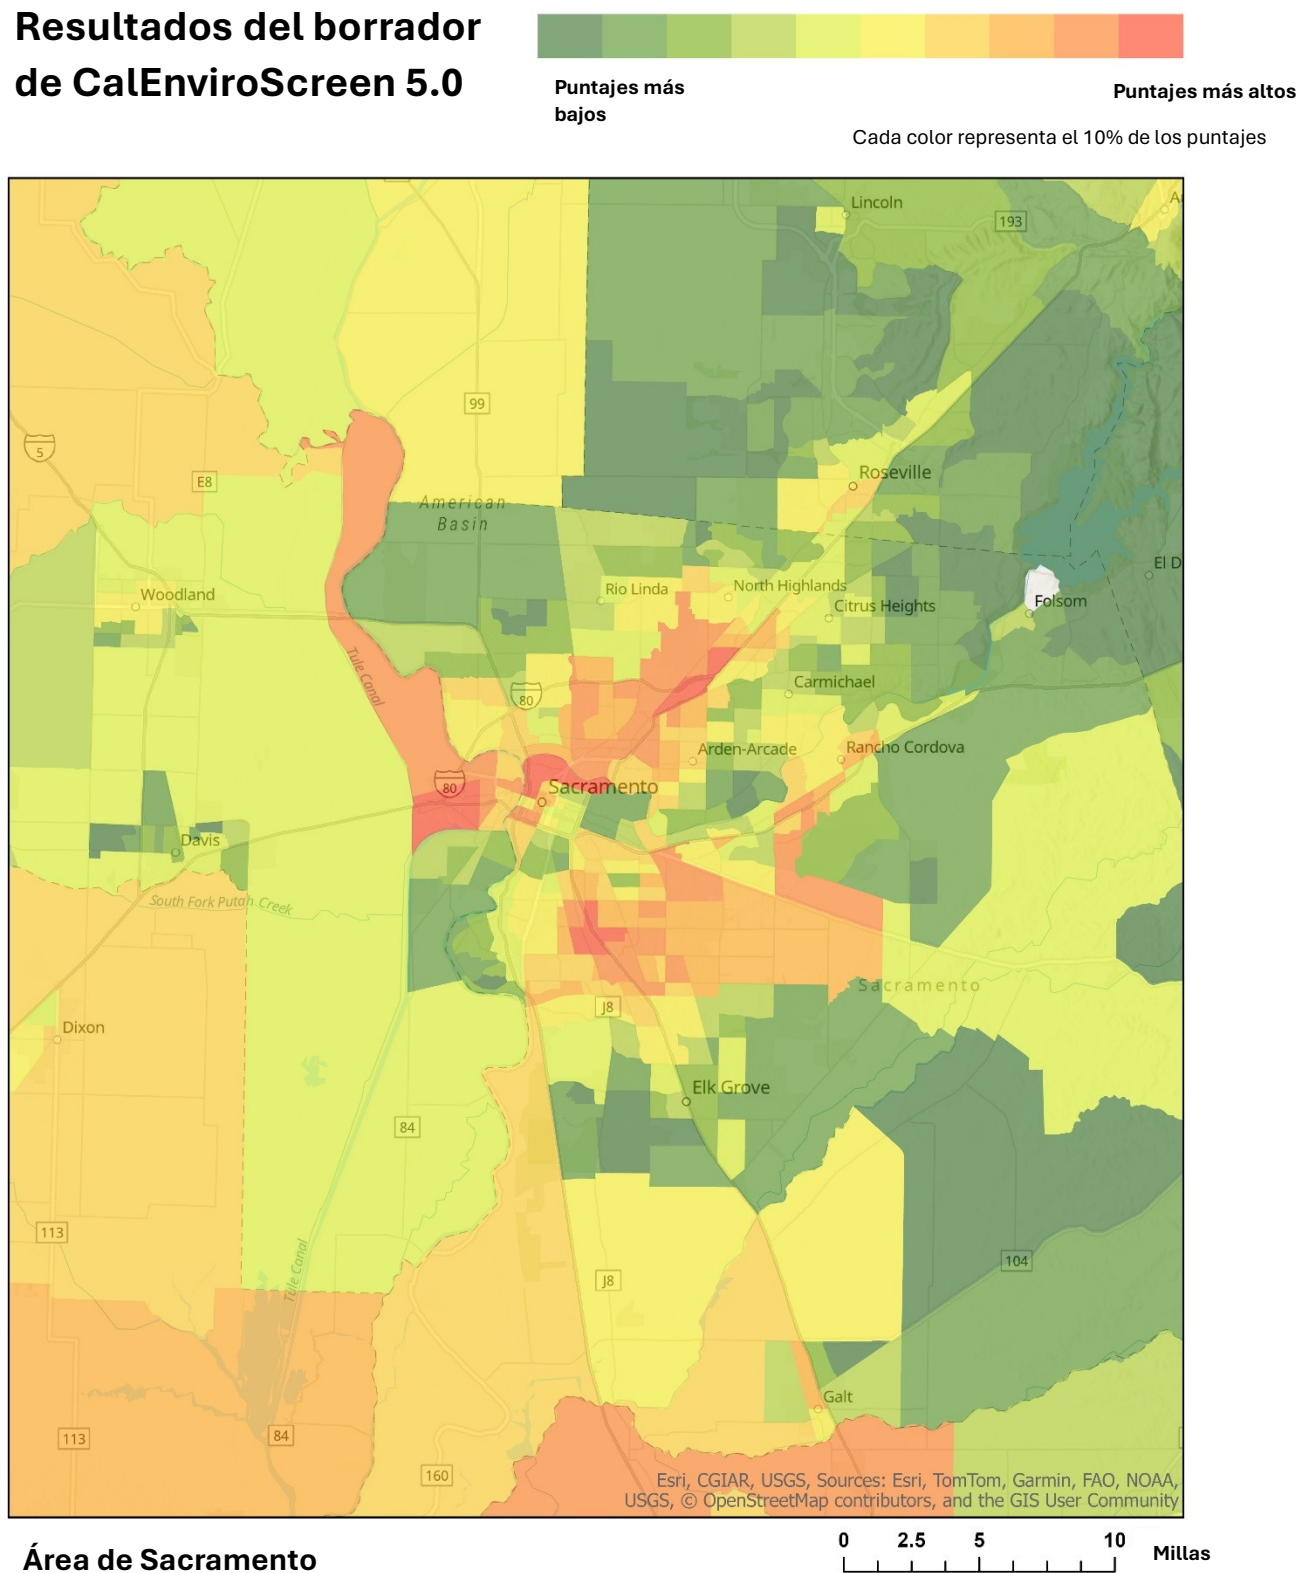 Resultados del borrador
de CalEnviroScreen 5.0
Puntajes más
bajos
Puntajes más altos
Cada color representa el 10% de los puntajes
Lincoln
193
A
99
5
E8
Roseville
American
Basin
El D
Woodland
Rio Linda
North Highlands
Citrus Heights
Folsom
Tule Canal
80
Carmichael
Arden-Arcade
Rancho Cordova
80
Sacramento
Davis
South Fork Putah Creek
Sacramento
J8
Dixon
Elk Grove
84
113
Tule Canal
J8
104
Galt
113
84
160
Esri, CGIAR, USGS, Sources: Esri, TomTom, Garmin, FAO, NOAA,
USGS, © OpenStreetMap contributors, and the GIS User Community
Área de Sacramento
0 2.5 5 10 Millas